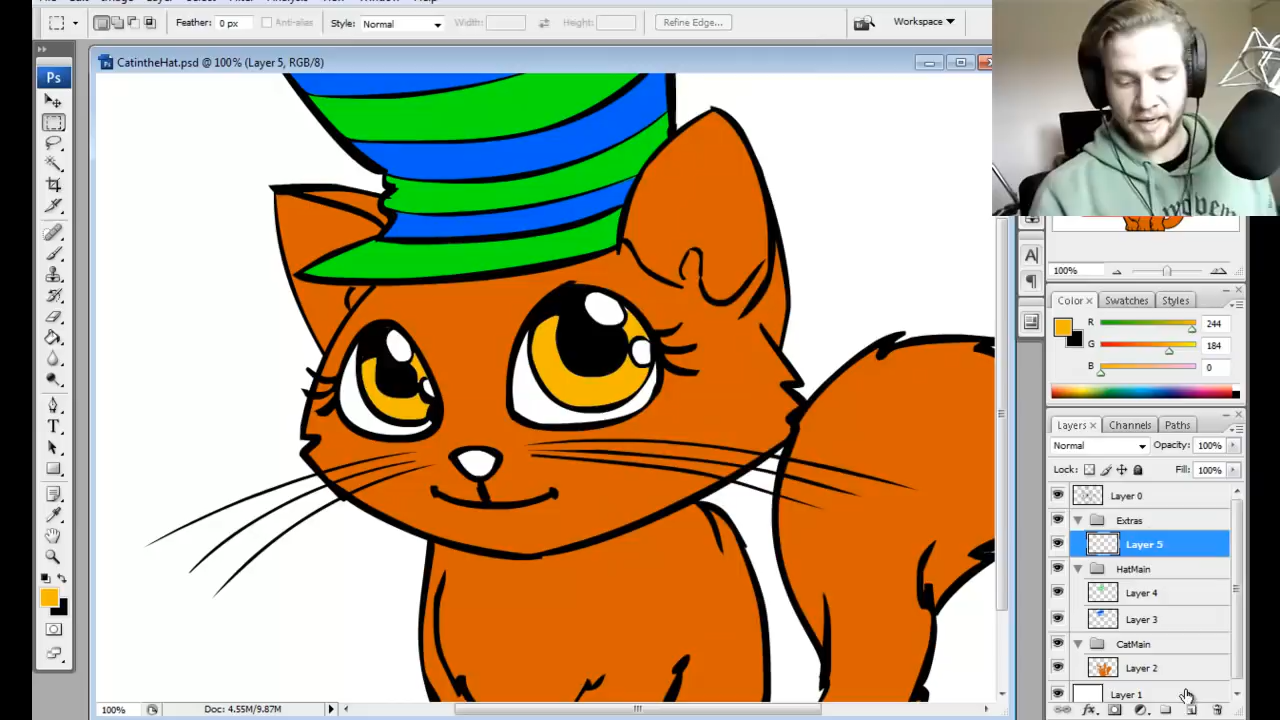 Feather: 0 px Anti-alias Style: Normal Width: Height: Refine Edge... Workspace
Ps
CatintheHat.psd @ 100% (Layer 5, RGB/8)
A
100%
Color × Swatches Styles
R 244
G 184
B 0
Layers × Channels Paths
Normal Opacity: 100%
Lock: Fill: 100%
Layer 0
Extras
Layer 5
HatMain
Layer 4
Layer 3
CatMain
Layer 2
Layer 1
fx
T
100% Doc: 4.55M/9.87M